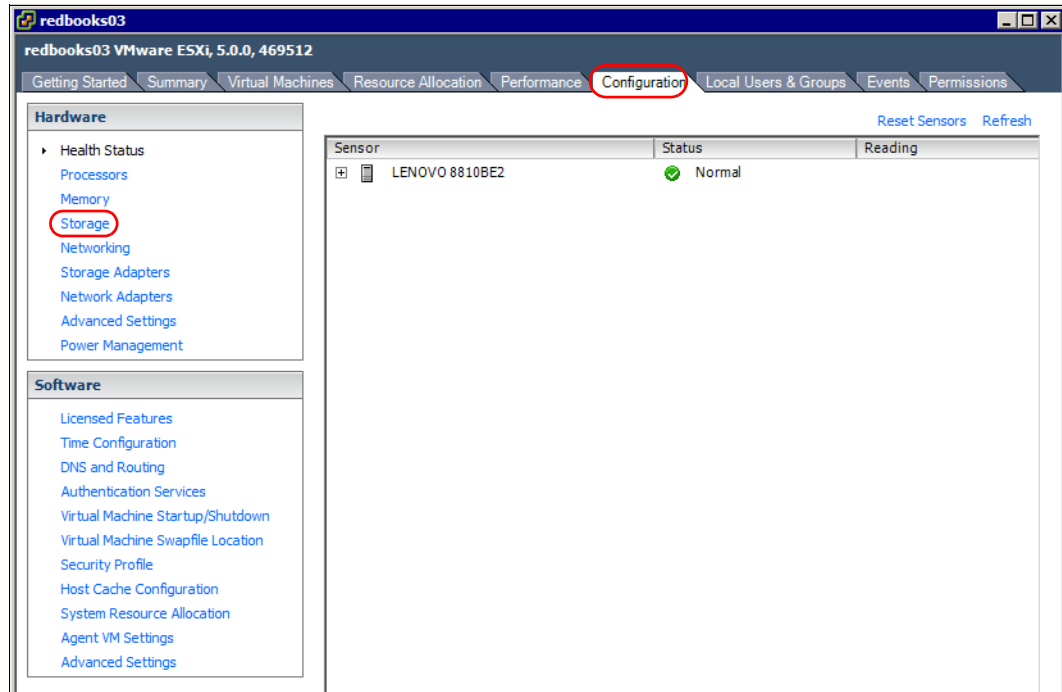 redbooks03
redbooks03 VMware ESXi, 5.0.0, 469512
Getting Started Summary Virtual Machines Resource Allocation Performance Configuration Local Users & Groups Events Permissions
Hardware
Health Status
Processors
Memory
Storage
Networking
Storage Adapters
Network Adapters
Advanced Settings
Power Management
Software
Licensed Features
Time Configuration
DNS and Routing
Authentication Services
Virtual Machine Startup/Shutdown
Virtual Machine Swapfile Location
Security Profile
Host Cache Configuration
System Resource Allocation
Agent VM Settings
Advanced Settings
Reset Sensors Refresh
Sensor Status Reading
LENOVO 8810BE2 Normal